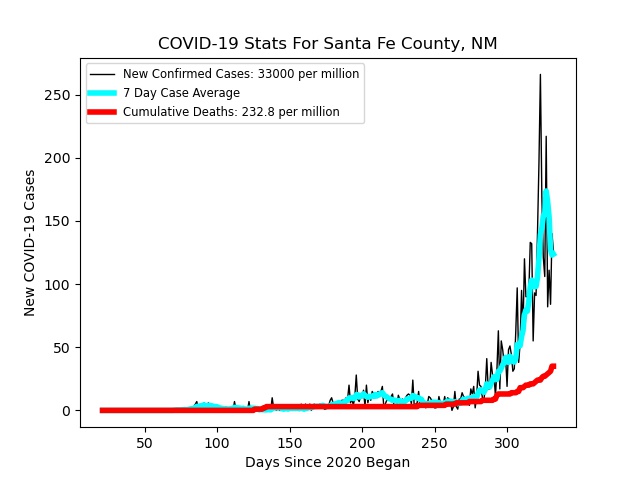 COVID-19 Stats For Santa Fe County, NM
New Confirmed Cases: 33000 per million
7 Day Case Average
Cumulative Deaths: 232.8 per million
New COVID-19 Cases
250
200
150
100
50
0
50 100 150 200 250 300
Days Since 2020 Began